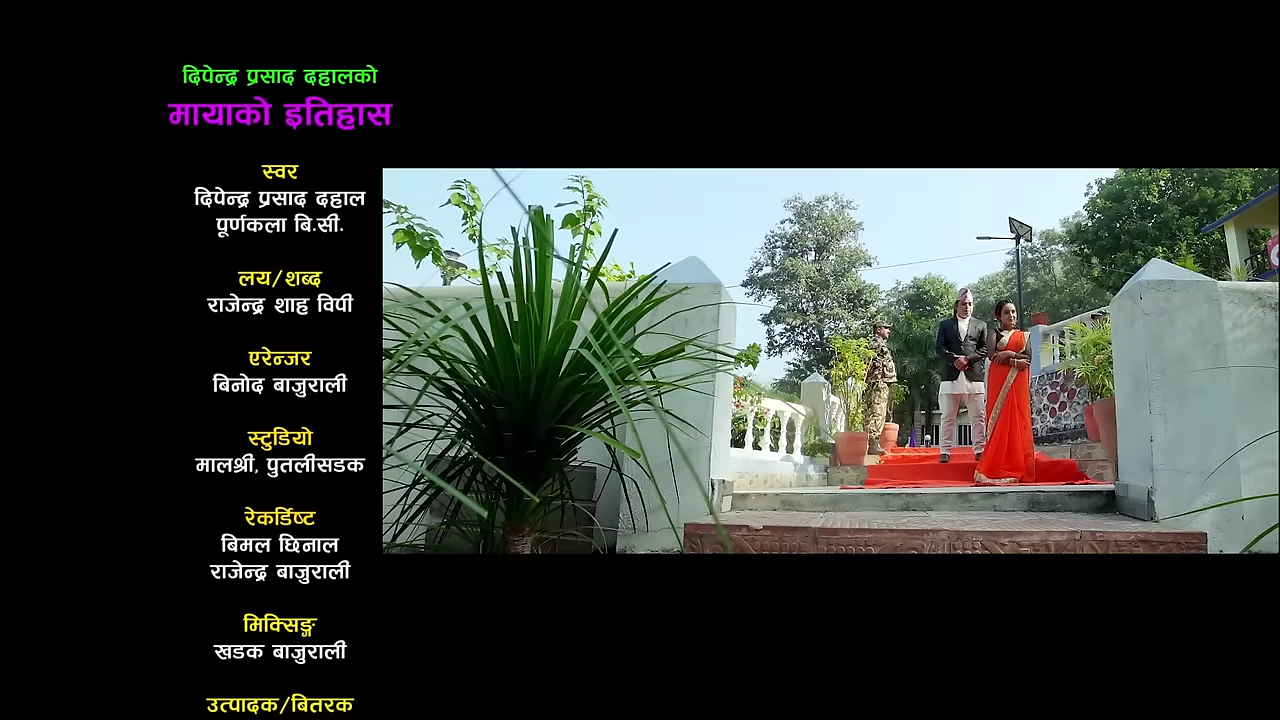 दिपेन्द्र प्रसाद दहालको
मायाको इतिहास
स्वर
दिपेन्द्र प्रसाद दहाल
पूर्णकला बि.सी.
लय/शब्द
राजेन्द्र शाह विपी
एरेन्जर
बिनोद बाजुराली
स्टुडियो
मालश्री, पुतलीसडक
रेकर्डिष्ट
बिमल छिनाल
राजेन्द्र बाजुराली
मिक्सिङ्ग
खडक बाजुराली
उत्पादक/बितरक